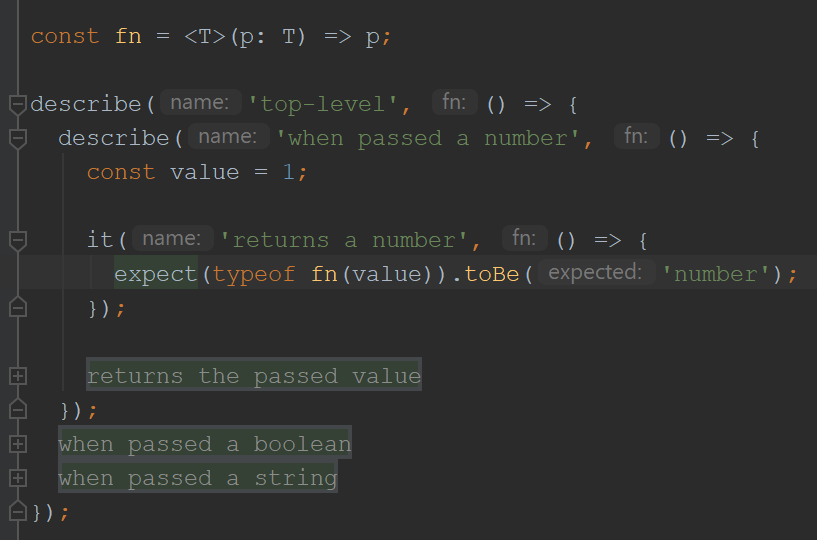 const fn = <T>(p: T) => p;
describe( name: 'top-level', fn: () => {
describe( name: 'when passed a number', fn: () => {
const value = 1;
it( name: 'returns a number', fn: () => {
expect(typeof fn(value)).toBe( expected: 'number');
});
returns the passed value
});
when passed a boolean
when passed a string
});